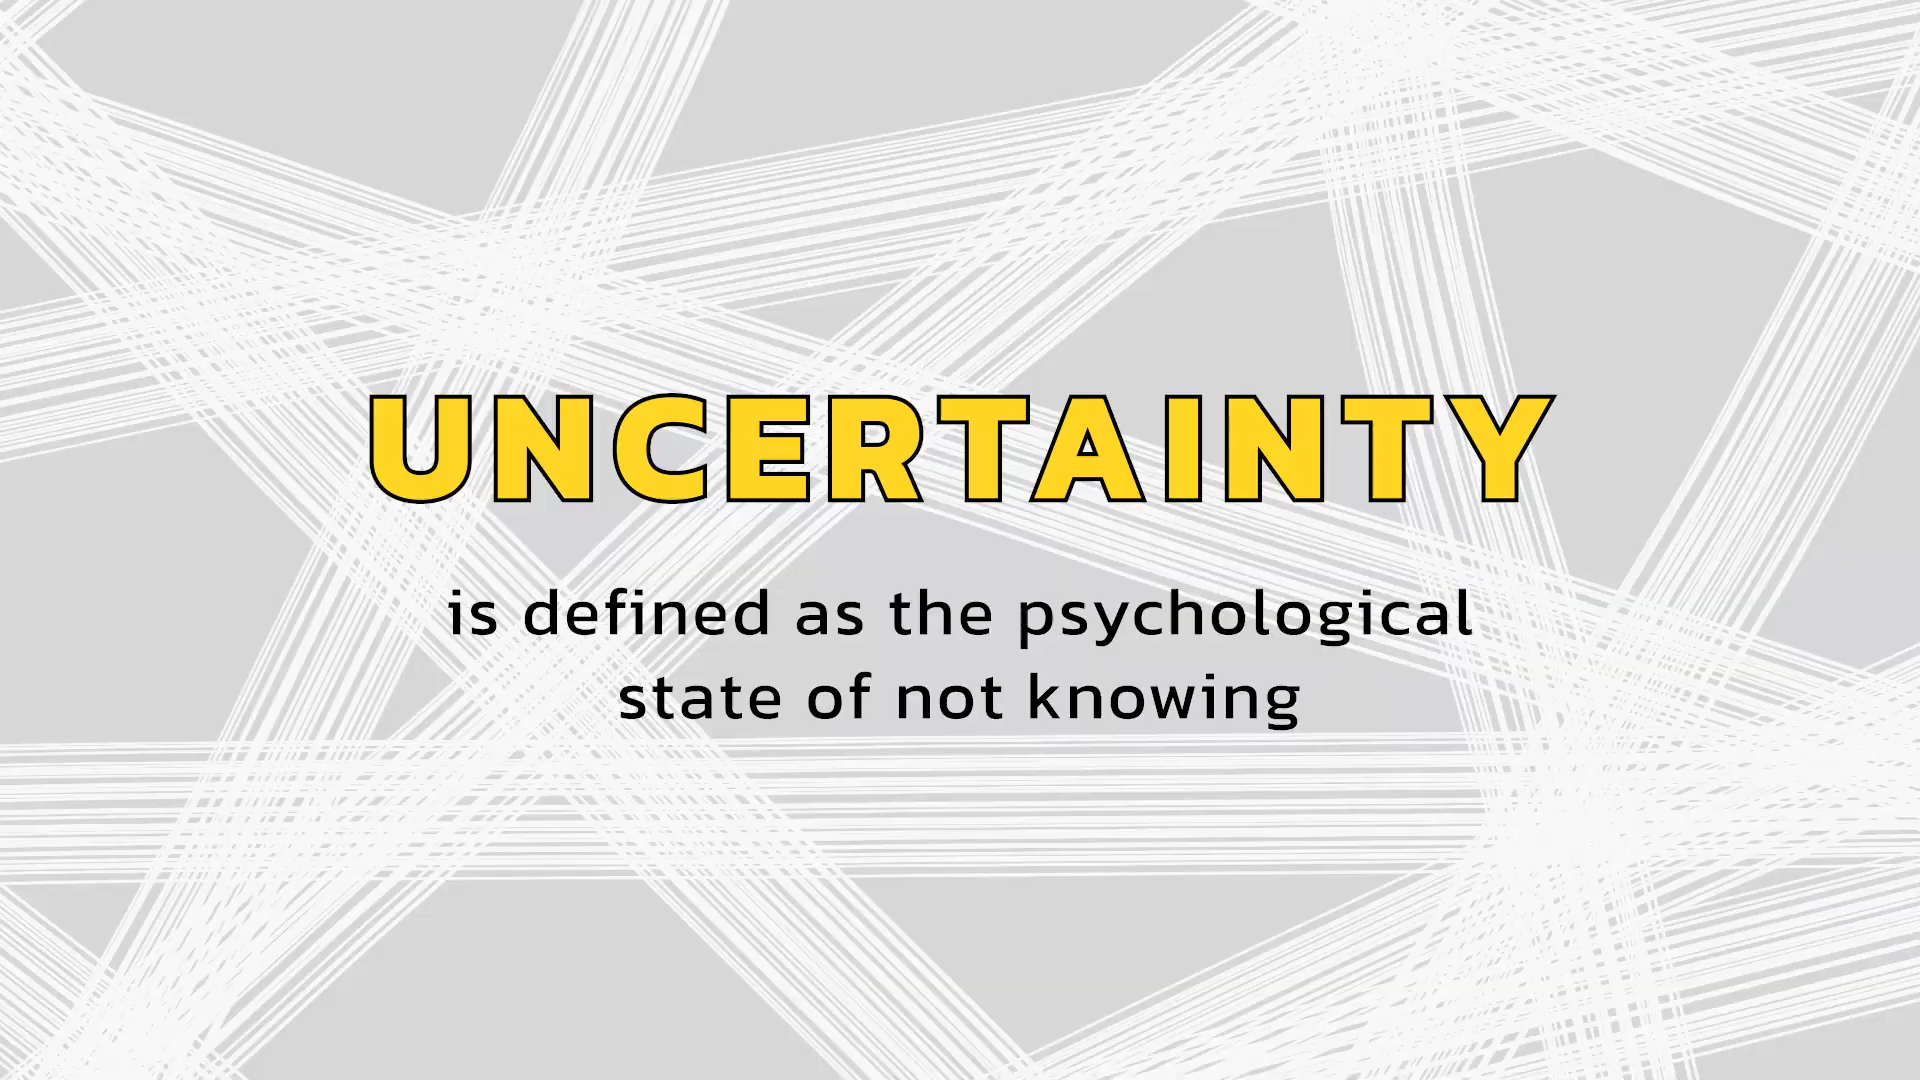 UNCERTAINTY
is defined as the psychological
state of not knowing